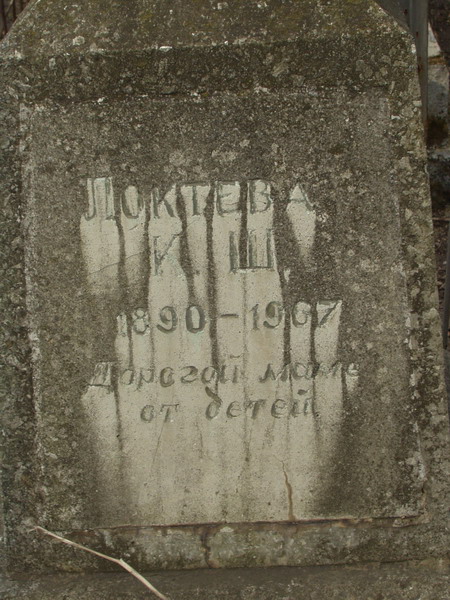 ЛОКТЕВА
К. Ш.
1890-1967
Дорогой маме
от детей